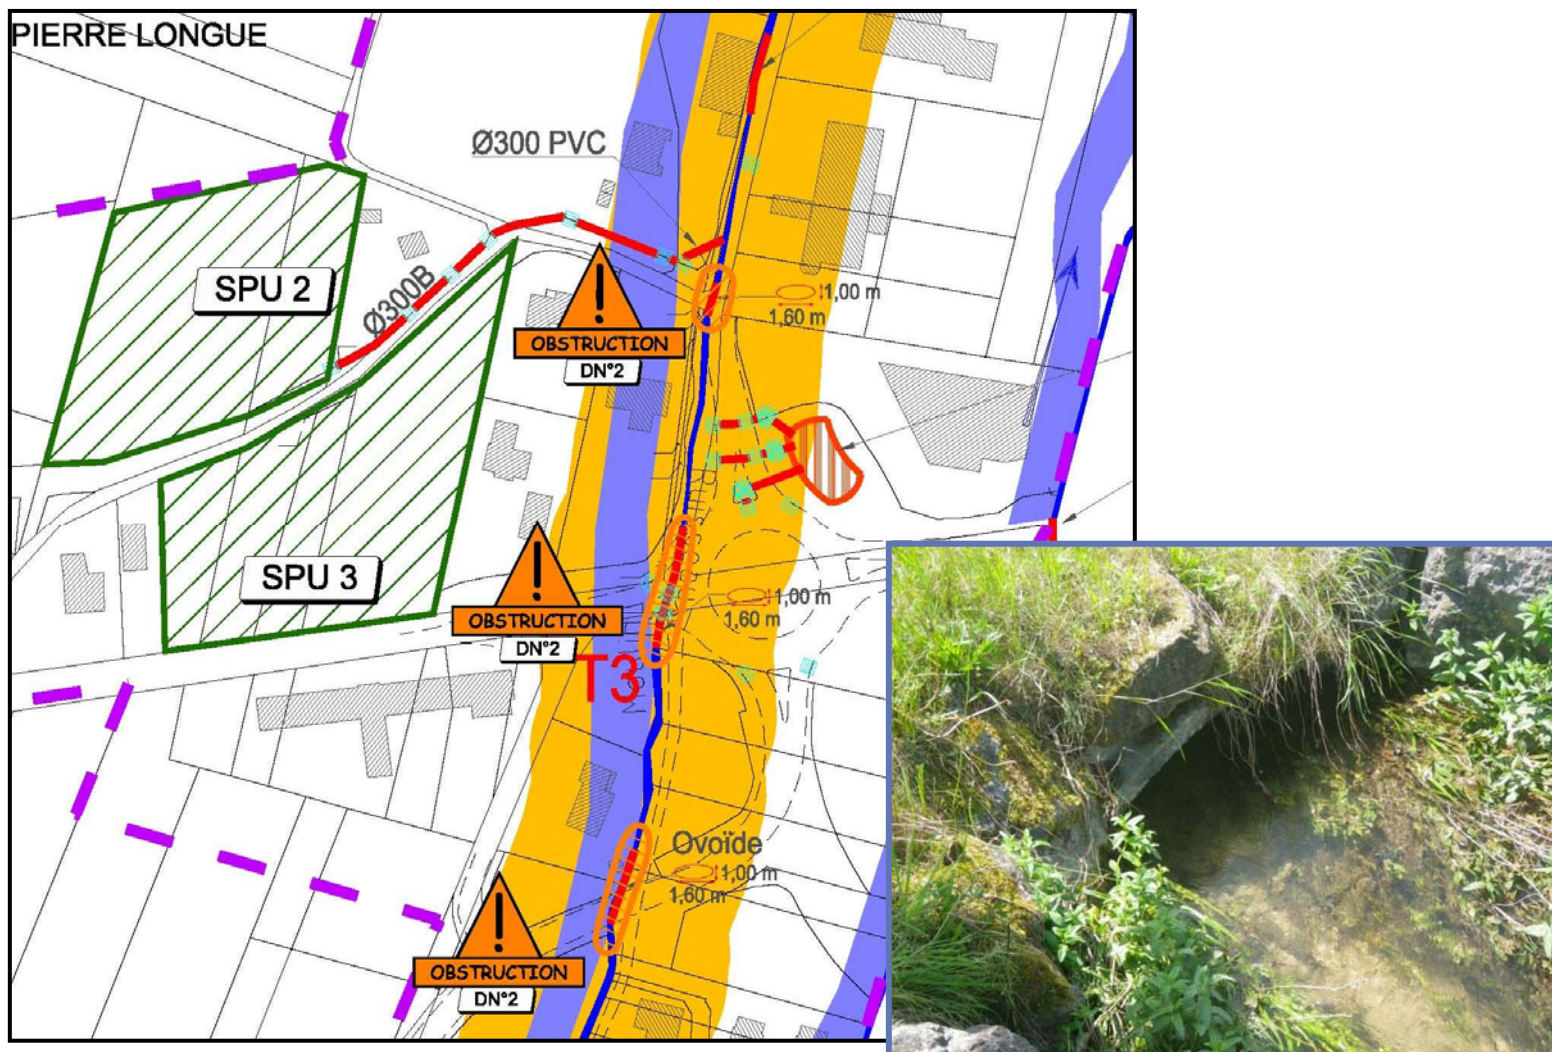 PIERRE LONGUE
Ø300 PVC
SPU 2
Ø300B
1,00 m
1,60 m
OBSTRUCTION
DN°2
SPU 3
1,00 m
1,60 m
OBSTRUCTION
DN°2
T3
Ovoïde
1,00 m
1,60 m
OBSTRUCTION
DN°2